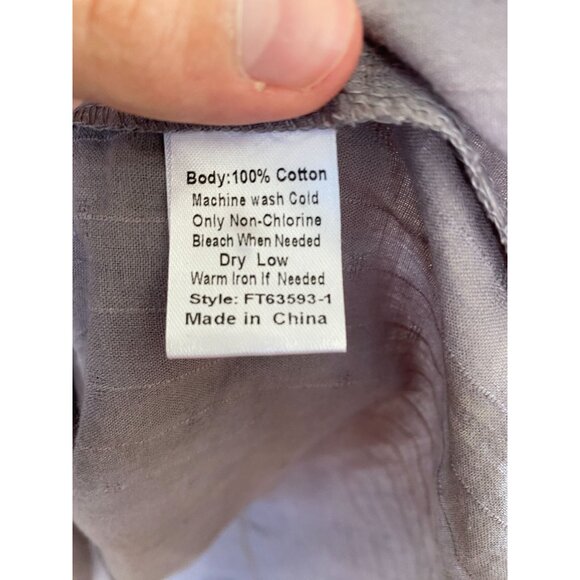 Body:100% Cotton
Machine wash Cold
Only Non-Chlorine
Bleach When Needed
Dry Low
Warm Iron If Needed
Style: FT63593-1
Made in China